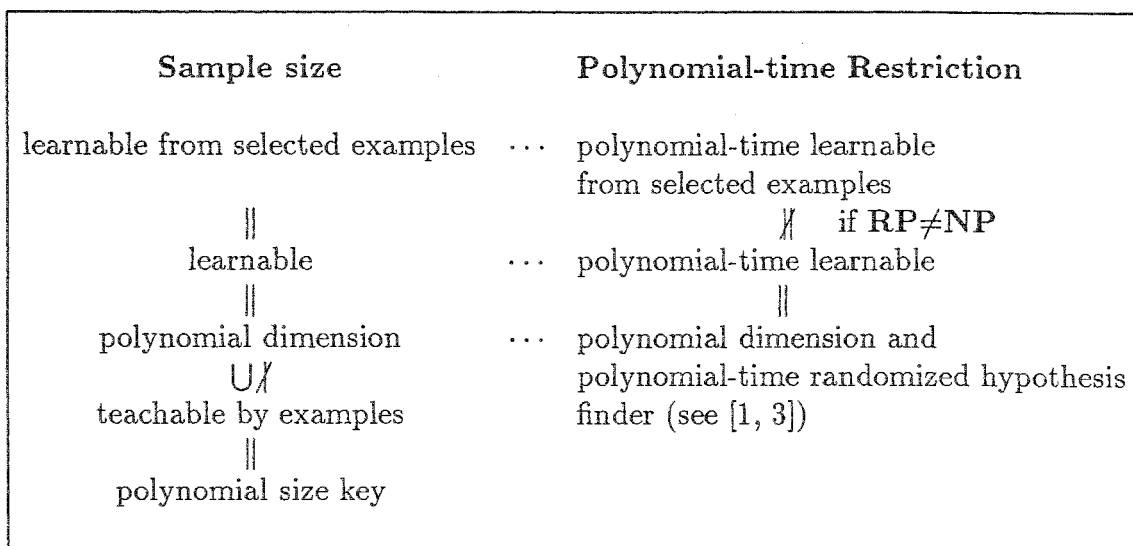 Sample size Polynomial-time Restriction
learnable from selected examples ··· polynomial-time learnable
from selected examples
|| ∦ if RP≠NP
learnable ··· polynomial-time learnable
|| ||
polynomial dimension ··· polynomial dimension and
∪∦ polynomial-time randomized hypothesis
teachable by examples finder (see [1, 3])
||
polynomial size key